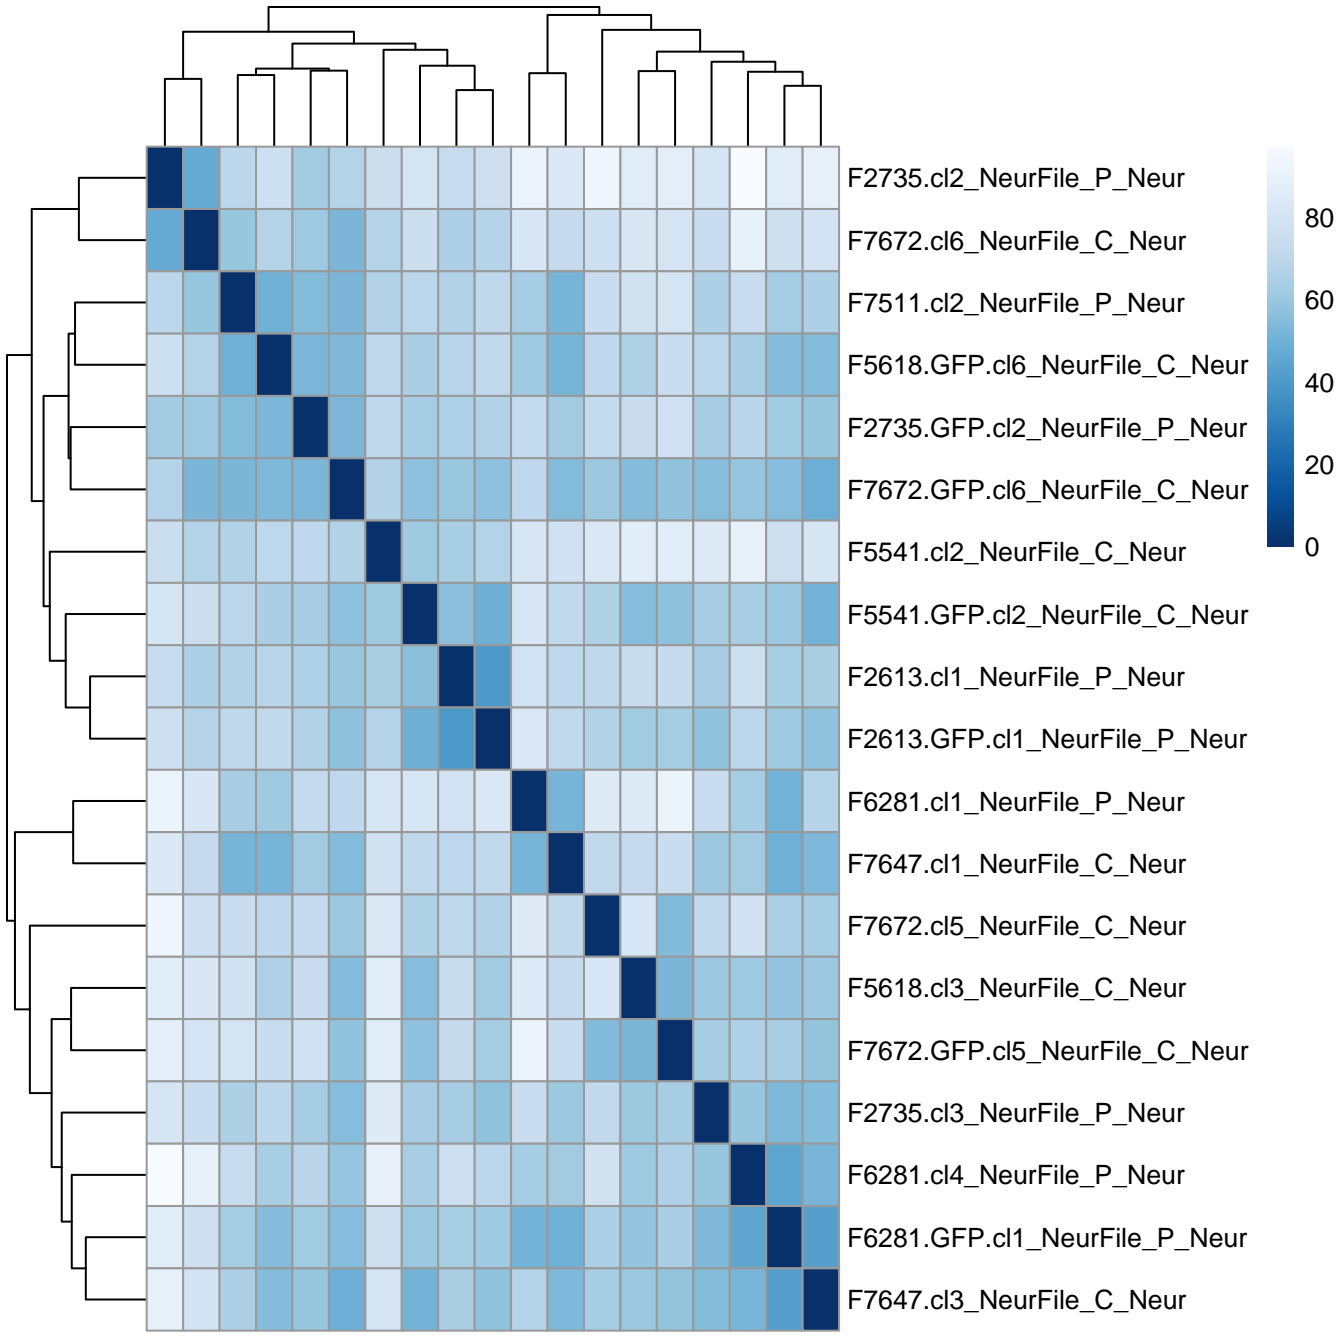 F2735.cl2_NeurFile_P_Neur
F7672.cl6_NeurFile_C_Neur
F7511.cl2_NeurFile_P_Neur
F5618.GFP.cl6_NeurFile_C_Neur
F2735.GFP.cl2_NeurFile_P_Neur
F7672.GFP.cl6_NeurFile_C_Neur
F5541.cl2_NeurFile_C_Neur
F5541.GFP.cl2_NeurFile_C_Neur
F2613.cl1_NeurFile_P_Neur
F2613.GFP.cl1_NeurFile_P_Neur
F6281.cl1_NeurFile_P_Neur
F7647.cl1_NeurFile_C_Neur
F7672.cl5_NeurFile_C_Neur
F5618.cl3_NeurFile_C_Neur
F7672.GFP.cl5_NeurFile_C_Neur
F2735.cl3_NeurFile_P_Neur
F6281.cl4_NeurFile_P_Neur
F6281.GFP.cl1_NeurFile_P_Neur
F7647.cl3_NeurFile_C_Neur
80
60
40
20
0